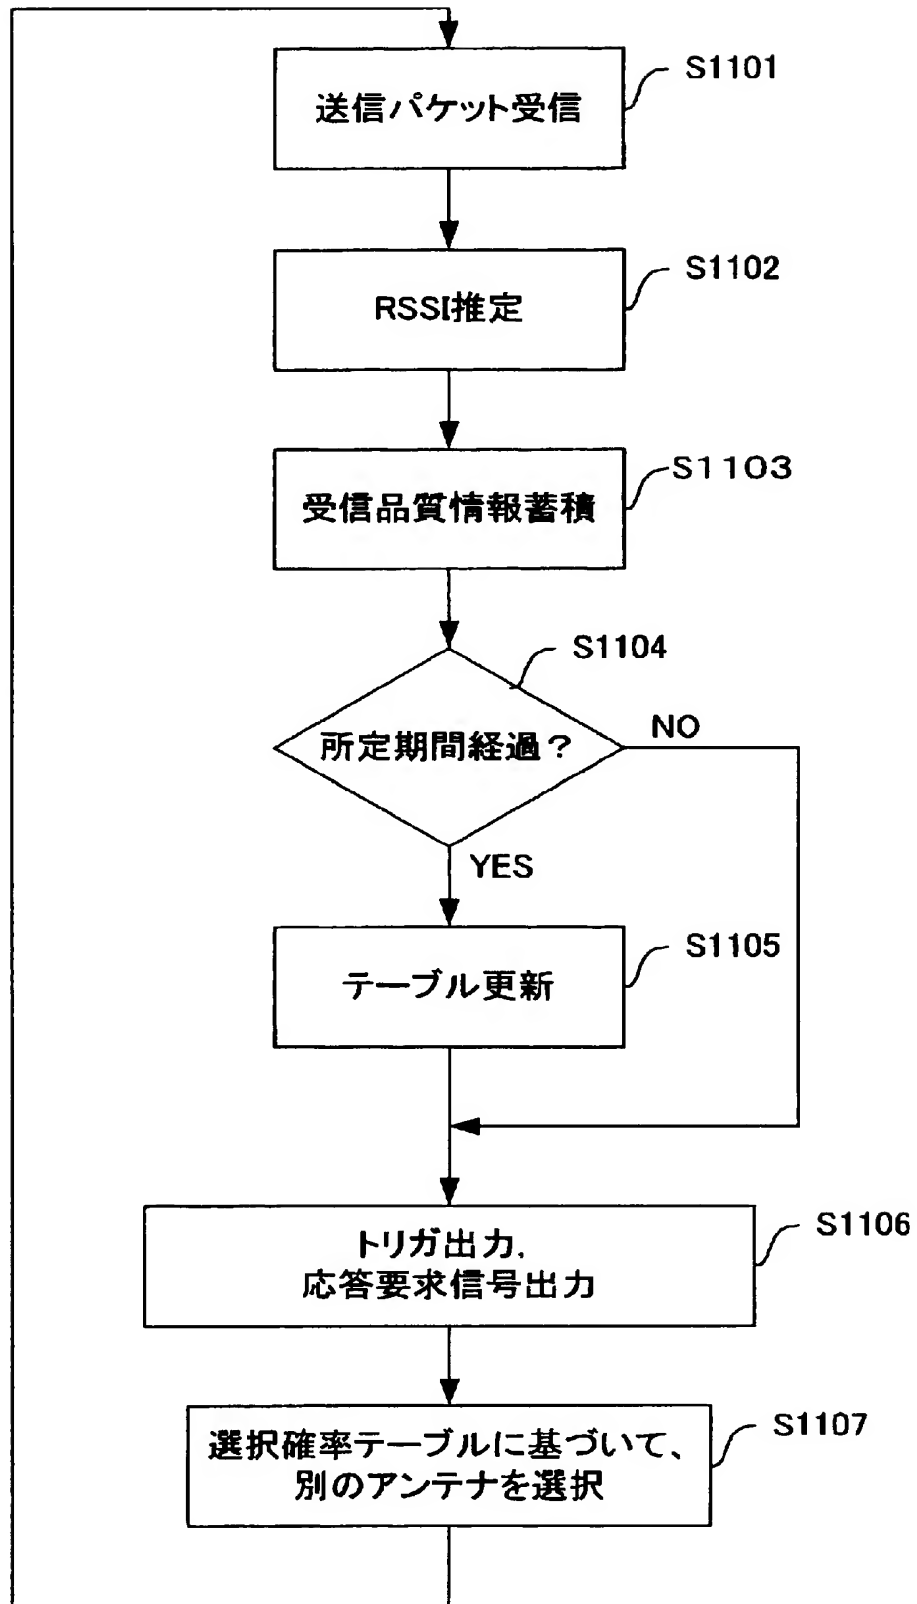 送信パケット受信
S1101
RSSI推定
S1102
受信品質情報蓄積
S1103
所定期間経過？
S1104
NO
YES
テーブル更新
S1105
トリガ出力,
応答要求信号出力
S1106
選択確率テーブルに基づいて、
別のアンテナを選択
S1107